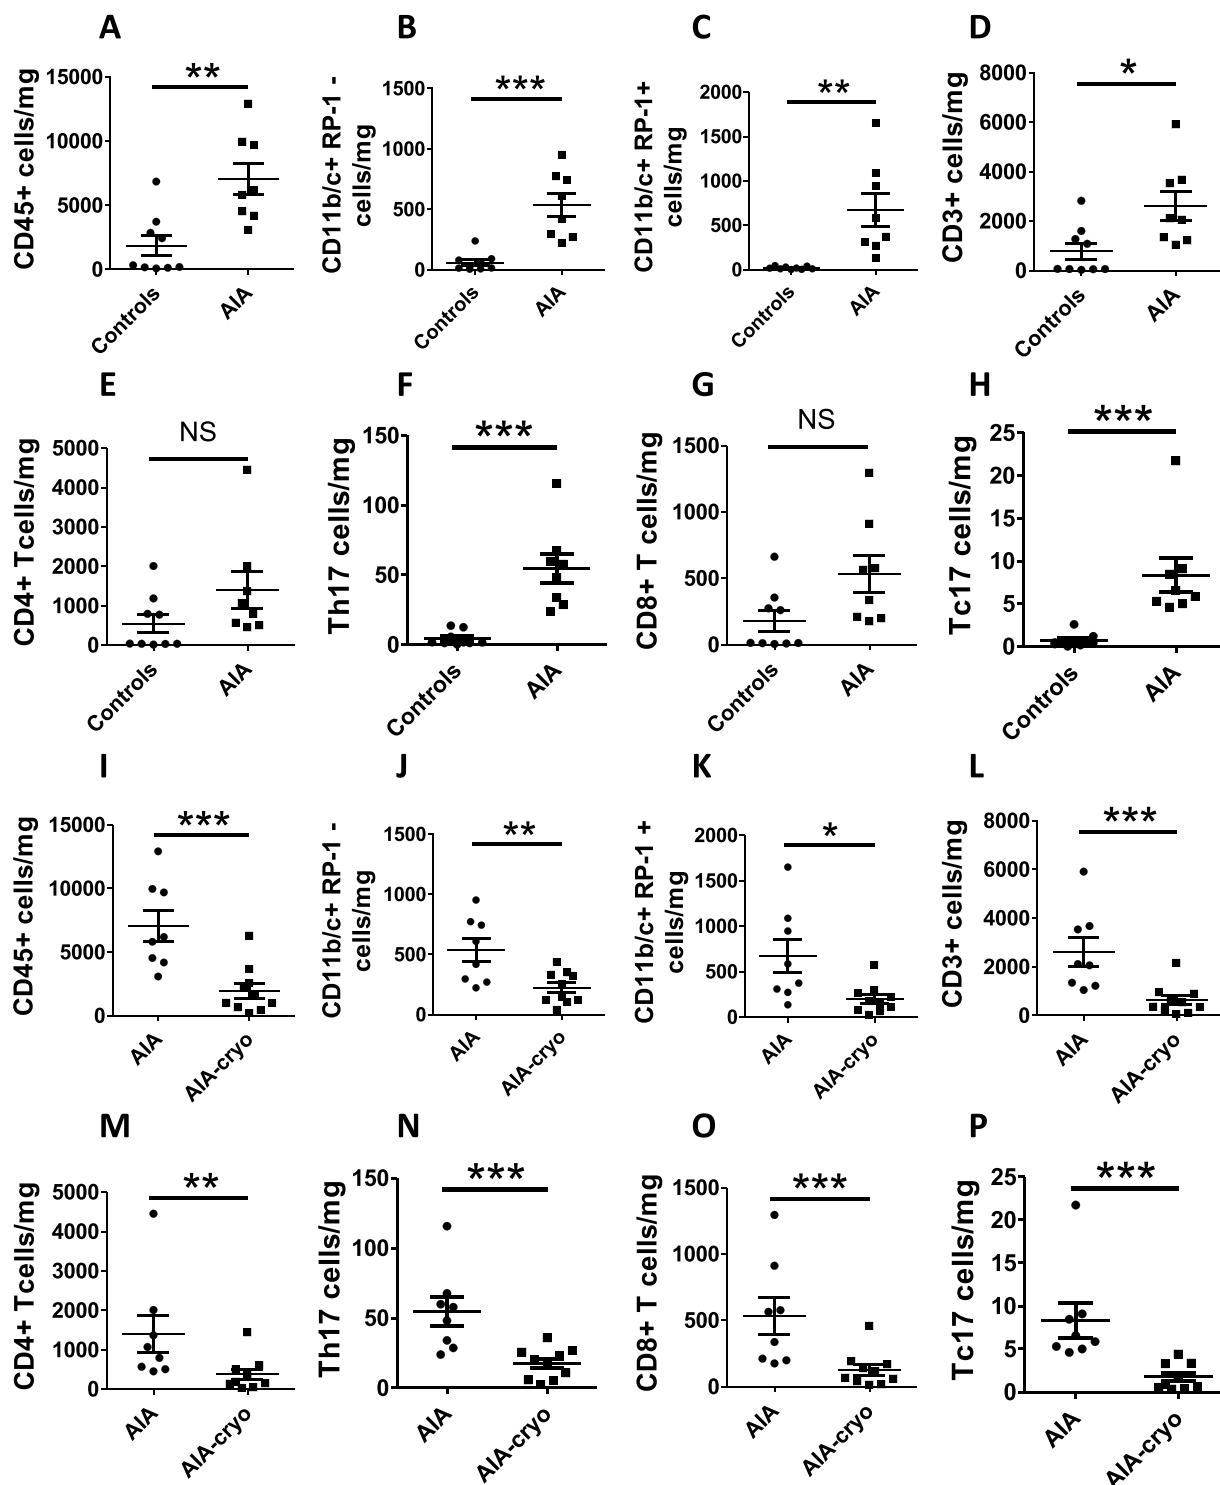 A
CD45+ cells/mg
15000
10000
5000
0
**
Controls
AIA
B
CD11b/c+ RP-1 -
cells/mg
1500
1000
500
0
***
Controls
AIA
C
CD11b/c+ RP-1+
cells/mg
2000
1500
1000
500
0
**
Controls
AIA
D
CD3+ cells/mg
8000
6000
4000
2000
0
*
Controls
AIA
E
CD4+ Tcells/mg
5000
4000
3000
2000
1000
0
NS
Controls
AIA
F
Th17 cells/mg
150
100
50
0
***
Controls
AIA
G
CD8+ T cells/mg
1500
1000
500
0
NS
Controls
AIA
H
Tc17 cells/mg
25
20
15
10
5
0
***
Controls
AIA
I
CD45+ cells/mg
15000
10000
5000
0
***
AIA
AIA-cryo
J
CD11b/c+ RP-1 -
cells/mg
1500
1000
500
0
**
AIA
AIA-cryo
K
CD11b/c+ RP-1 +
cells/mg
2000
1500
1000
500
0
*
AIA
AIA-cryo
L
CD3+ cells/mg
8000
6000
4000
2000
0
***
AIA
AIA-cryo
M
CD4+ Tcells/mg
5000
4000
3000
2000
1000
0
**
AIA
AIA-cryo
N
Th17 cells/mg
150
100
50
0
***
AIA
AIA-cryo
O
CD8+ T cells/mg
1500
1000
500
0
***
AIA
AIA-cryo
P
Tc17 cells/mg
25
20
15
10
5
0
***
AIA
AIA-cryo